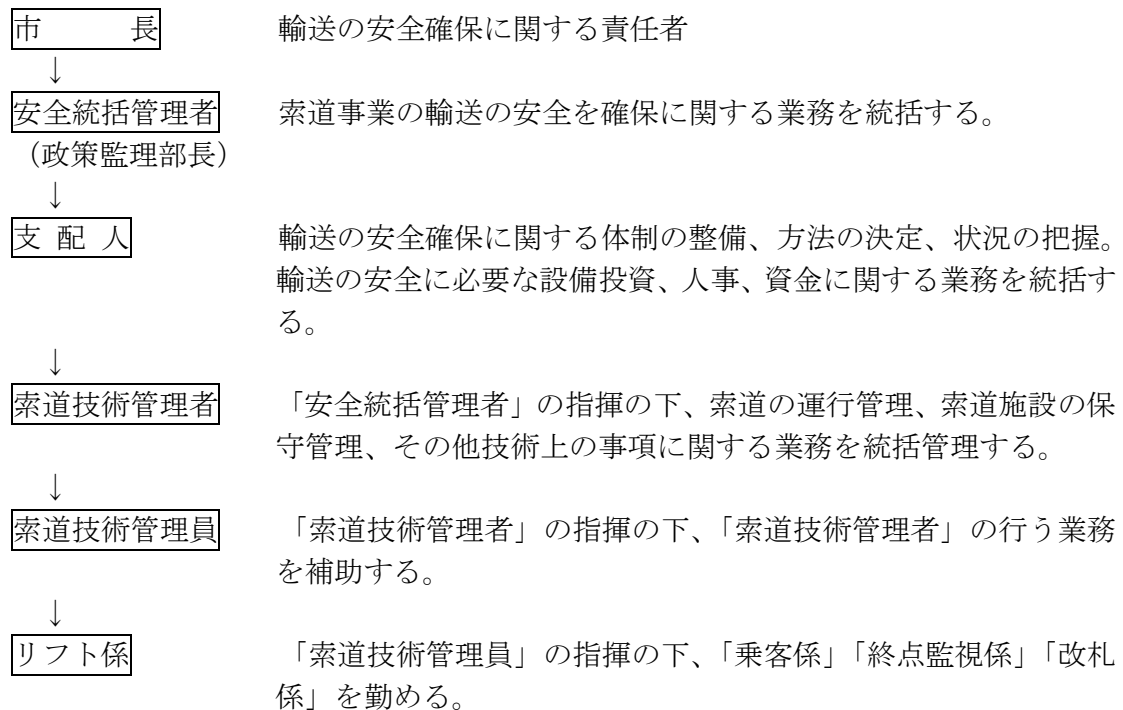 市　　長　輸送の安全確保に関する責任者
↓
安全統括管理者　索道事業の輸送の安全を確保に関する業務を統括する。
（政策監理部長）
↓
支 配 人　輸送の安全確保に関する体制の整備、方法の決定、状況の把握。
輸送の安全に必要な設備投資、人事、資金に関する業務を統括す
る。
↓
索道技術管理者　「安全統括管理者」の指揮の下、索道の運行管理、索道施設の保
守管理、その他技術上の事項に関する業務を統括管理する。
↓
索道技術管理員　「索道技術管理者」の指揮の下、「索道技術管理者」の行う業務
を補助する。
↓
リフト係　「索道技術管理員」の指揮の下、「乗客係」「終点監視係」「改札
係」を勤める。